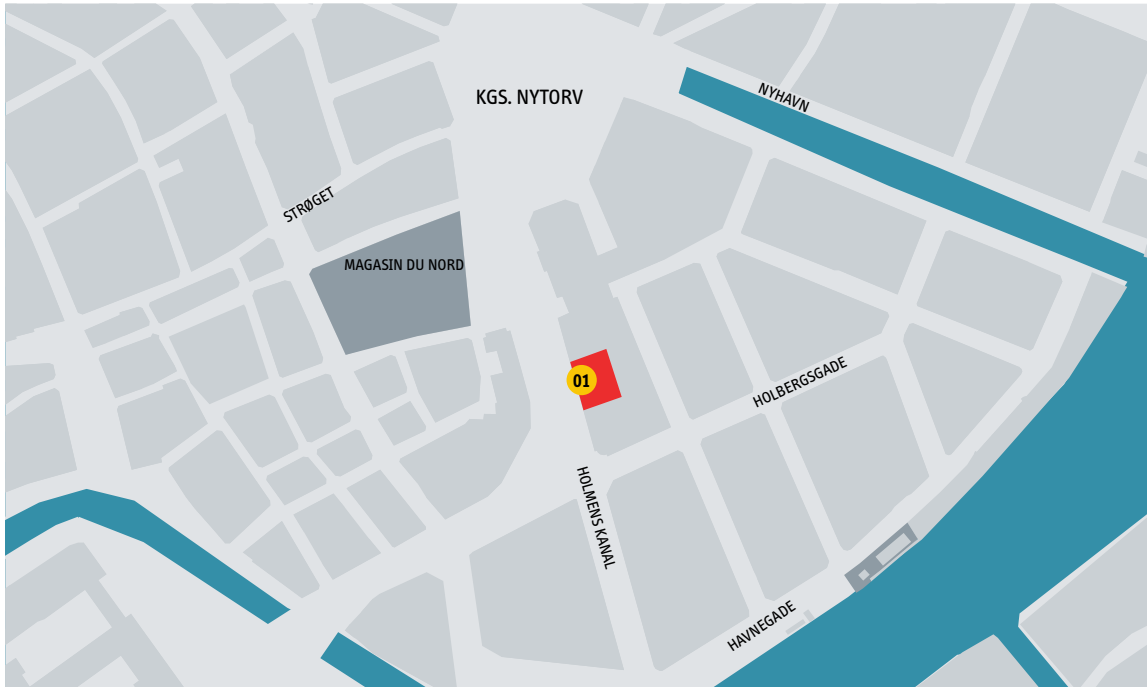 KGS. NYTORV
NYHAVN
STRØGET
MAGASIN DU NORD
HOLBERGSGADE
01
HOLMENS KANAL
HAVNEGADE